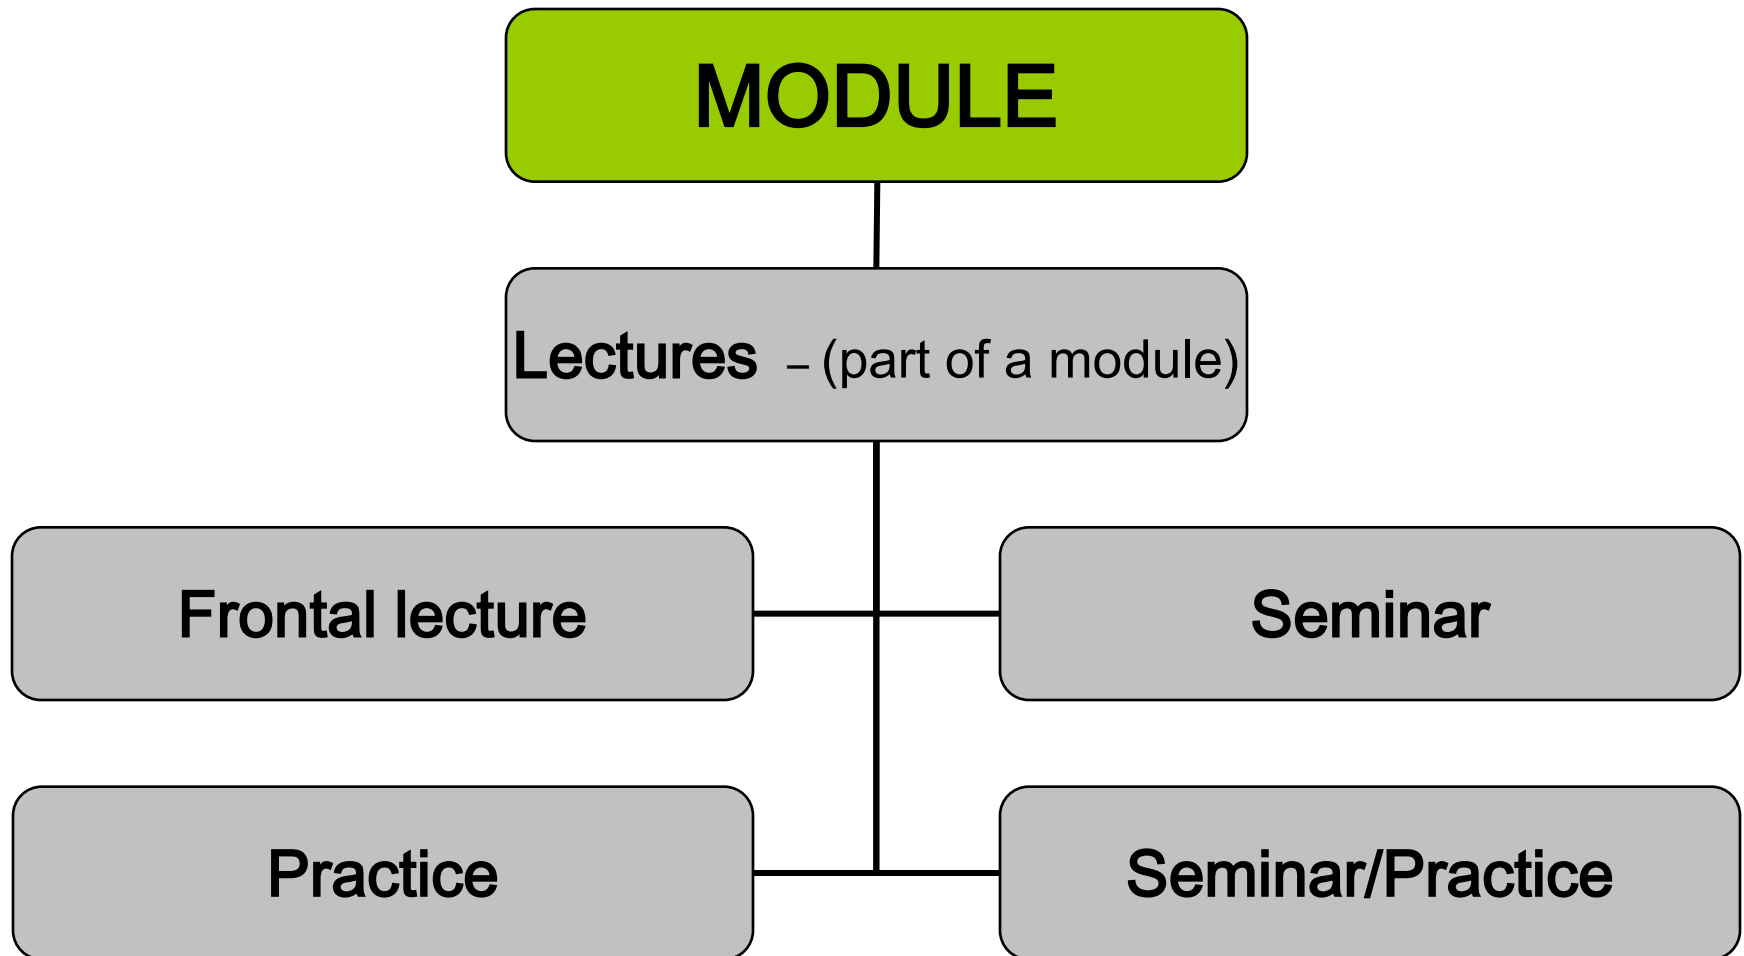 MODULE
Lectures – (part of a module)
Frontal lecture
Seminar
Practice
Seminar/Practice